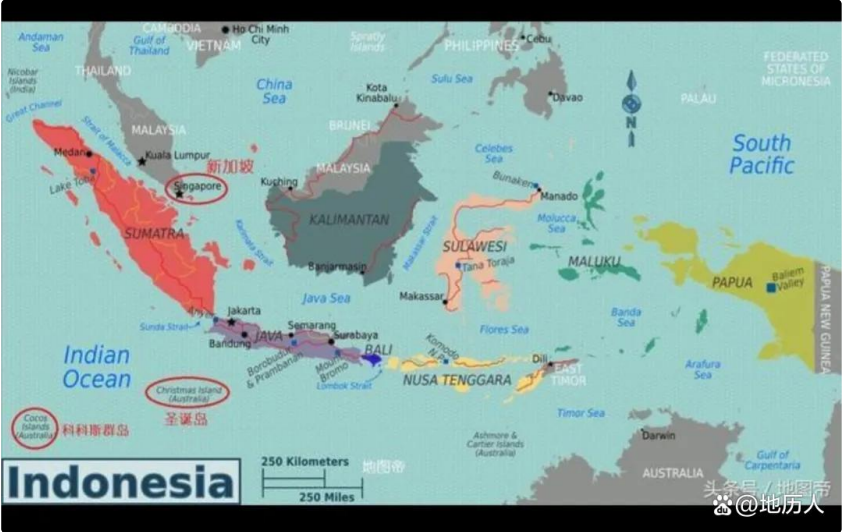 Andaman
Sea
CAMBODIA
Ho Chi Minh
City
Gulf of
Thailand
VIETNAM
Spratly
Islands
PHILIPPINES
Cebu
FEDERATED
STATES OF
MICRONESIA
Nicobar
Islands
(India)
THAILAND
China
Sea
Sulu Sea
Kota
Kinabalu
Davao
PALAU
N
Great Channel
Strait of Malacca
MALAYSIA
BRUNEI
South
Pacific
Medan
Kuala Lumpur
新加坡
MALAYSIA
Celebes
Sea
Lake Toba
Singapore
Kuching
Bunaken
Manado
SUMATRA
KALIMANTAN
Karimata Strait
Makassar Strait
Molucca
Sea
SULAWESI
MALUKU
Banjarmasin
Tana Toraja
PAPUA
Baliem
Valley
PAPUA NEW GUINEA
Java Sea
Makassar
Jakarta
Sunda Strait
Semarang
Surabaya
Banda
Sea
Bandung
JAVA
BALI
Flores Sea
Indian
Ocean
Borobudur
& Prambanan
Mount
Bromo
Lombok Strait
Komodo
N.P.
NUSA TENGGARA
Dili
EAST
TIMOR
Arafura
Sea
Christmas Island
(Australia)
圣诞岛
Cocos
Islands
(Australia)
科科斯群岛
Timor Sea
Ashmore &
Cartier Islands
(Australia)
Darwin
Gulf of
Carpentaria
AUSTRALIA
Indonesia
250 Kilometers
250 Miles
地图帝
头条号 / 地图帝
du
@地历人